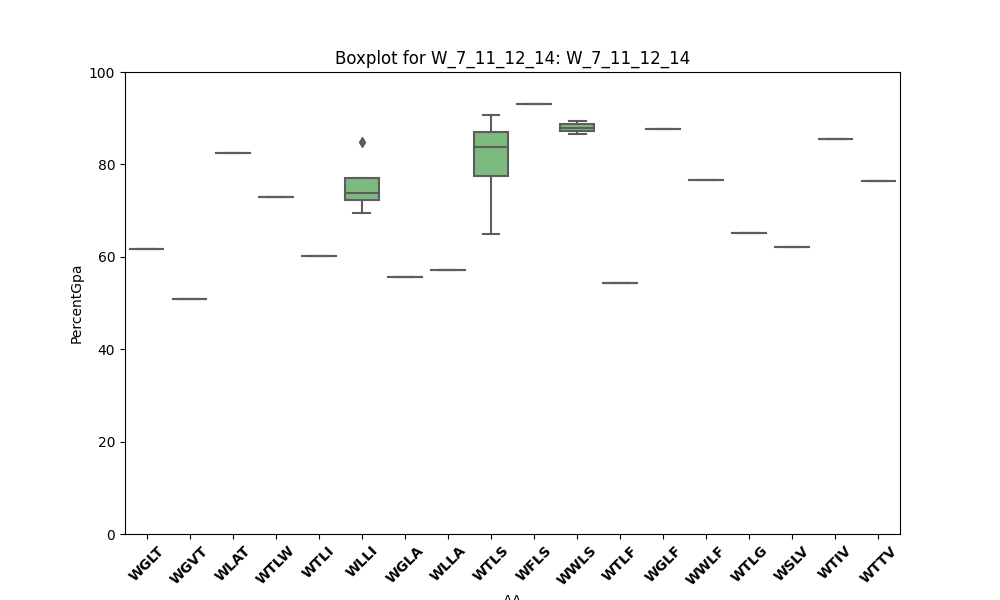 Boxplot for W_7_11_12_14: W_7_11_12_14
PercentGpa
100
80
60
40
20
0
WGLT
WGVT
WLAT
WTLW
WTLI
WLLI
WGLA
WLLA
WTLS
WFLS
WWLS
WTLF
WGLF
WWLF
WTLG
WSLV
WTIV
WTTV
AA